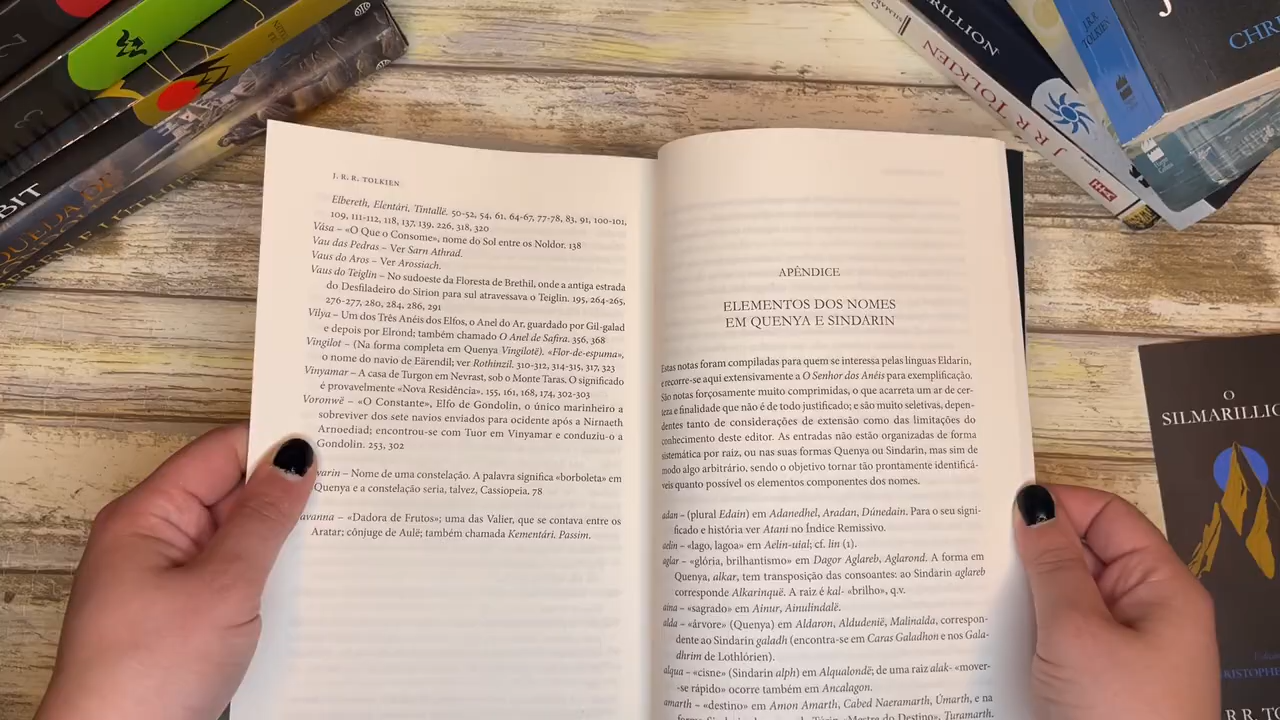 J. R. R. TOLKIEN
Elbereth, Elentári, Tintallë. 50-52, 54, 61, 64-67, 77-78, 83, 91, 100-101,
109, 111-112, 118, 137, 139, 226, 318, 320
Vása – «O Que o Consome», nome do Sol entre os Noldor. 138
Vau das Pedras – Ver Sarn Athrad.
Vaus do Aros – Ver Arossiach.
Vaus do Teiglin – No sudoeste da Floresta de Brethil, onde a antiga estrada
do Desfiladeiro do Sirion para sul atravessava o Teiglin. 195, 264-265,
276-277, 280, 284, 286, 291
Vilya – Um dos Três Anéis dos Elfos, o Anel do Ar, guardado por Gil-galad
e depois por Elrond; também chamado O Anel de Safira. 356, 368
Vingilot – (Na forma completa em Quenya Vingilotë). «Flor-de-espuma»,
o nome do navio de Eärendil; ver Rothinzil. 310-312, 314-315, 317, 323
Vinyamar – A casa de Turgon em Nevrast, sob o Monte Taras. O significado
é provavelmente «Nova Residência». 155, 161, 168, 174, 302-303
Voronwë – «O Constante», Elfo de Gondolin, o único marinheiro a
sobreviver dos sete navios enviados para ocidente após a Nirnaeth
Arnoediad; encontrou-se com Tuor em Vinyamar e conduziu-o a
Gondolin. 253, 302
varin – Nome de uma constelação. A palavra significa «borboleta» em
Quenya e a constelação seria, talvez, Cassiopeia. 78
avanna – «Dadora de Frutos»; uma das Valier, que se contava entre os
Aratar; cônjuge de Aulë; também chamada Kementári. Passim.
APÊNDICE
ELEMENTOS DOS NOMES
EM QUENYA E SINDARIN
Estas notas foram compiladas para quem se interessa pelas línguas Eldarin,
e recorre-se aqui extensivamente a O Senhor dos Anéis para exemplificação.
São notas forçosamente muito comprimidas, o que acarreta um ar de cer-
teza e finalidade que não é de todo justificado; e são muito seletivas, depen-
dentes tanto de considerações de extensão como das limitações do
conhecimento deste editor. As entradas não estão organizadas de forma
sistemática por raiz, ou nas suas formas Quenya ou Sindarin, mas sim de
modo algo arbitrário, sendo o objetivo tornar tão prontamente identificá-
veis quanto possível os elementos componentes dos nomes.
adan – (plural Edain) em Adanedhel, Aradan, Dúnedain. Para o seu signi-
ficado e história ver Atani no Índice Remissivo.
aelin – «lago, lagoa» em Aelin-uial; cf. lin (1).
aglar – «glória, brilhantismo» em Dagor Aglareb, Aglarond. A forma em
Quenya, alkar, tem transposição das consoantes: ao Sindarin aglareb
corresponde Alkarinquë. A raiz é kal- «brilho», q.v.
aina – «sagrado» em Ainur, Ainulindalë.
alda – «árvore» (Quenya) em Aldaron, Aldudenië, Malinalda, correspon-
dente ao Sindarin galadh (encontra-se em Caras Galadhon e nos Gala-
dhrim de Lothlórien).
alqua – «cisne» (Sindarin alph) em Alqualondë; de uma raiz alak- «mover-
-se rápido» ocorre também em Ancalagon.
amarth – «destino» em Amon Amarth, Cabed Naeramarth, Úmarth, e na
Turamarth.
BIT
QUEDA DE
RILLION
J R R TOLKIEN
J.R.R.
TOLKIEN
CHR
O
SILMARILLIO
RISTOPHE